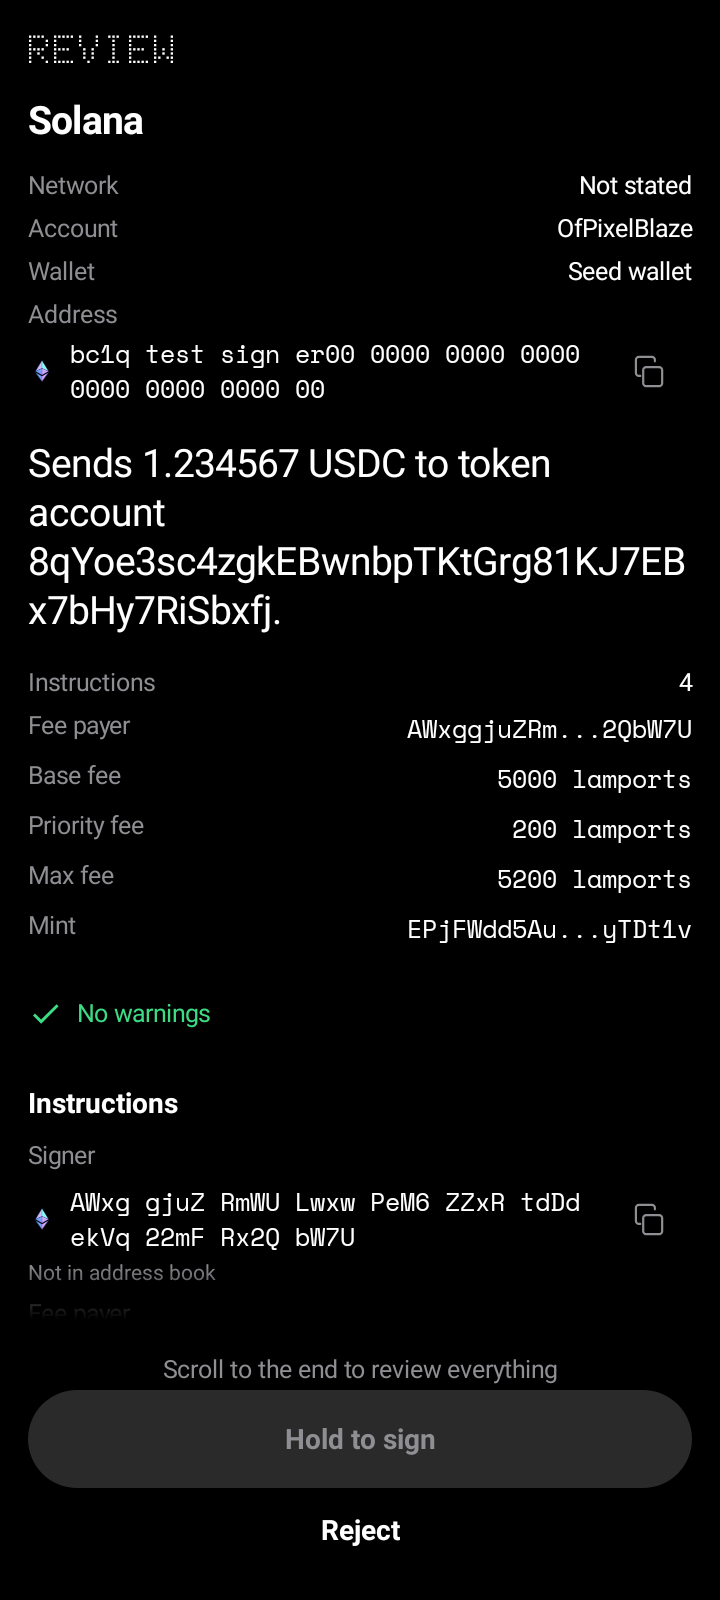 REVIEW
Solana
Network Not stated
Account OfPixelBlaze
Wallet Seed wallet
Address
bc1q test sign er00 0000 0000 0000
0000 0000 0000 00
Sends 1.234567 USDC to token
account
8qYoe3sc4zgkEBwnbpTKtGrg81KJ7EB
x7bHy7RiSbxfj.
Instructions 4
Fee payer AWxggjuZRm...2QbW7U
Base fee 5000 lamports
Priority fee 200 lamports
Max fee 5200 lamports
Mint EPjFWdd5Au...yTDt1v
No warnings
Instructions
Signer
AWxg gjuZ RmWU Lwxw PeM6 ZZxR tdDd
ekVq 22mF Rx2Q bW7U
Not in address book
Fee payer
Scroll to the end to review everything
Hold to sign
Reject